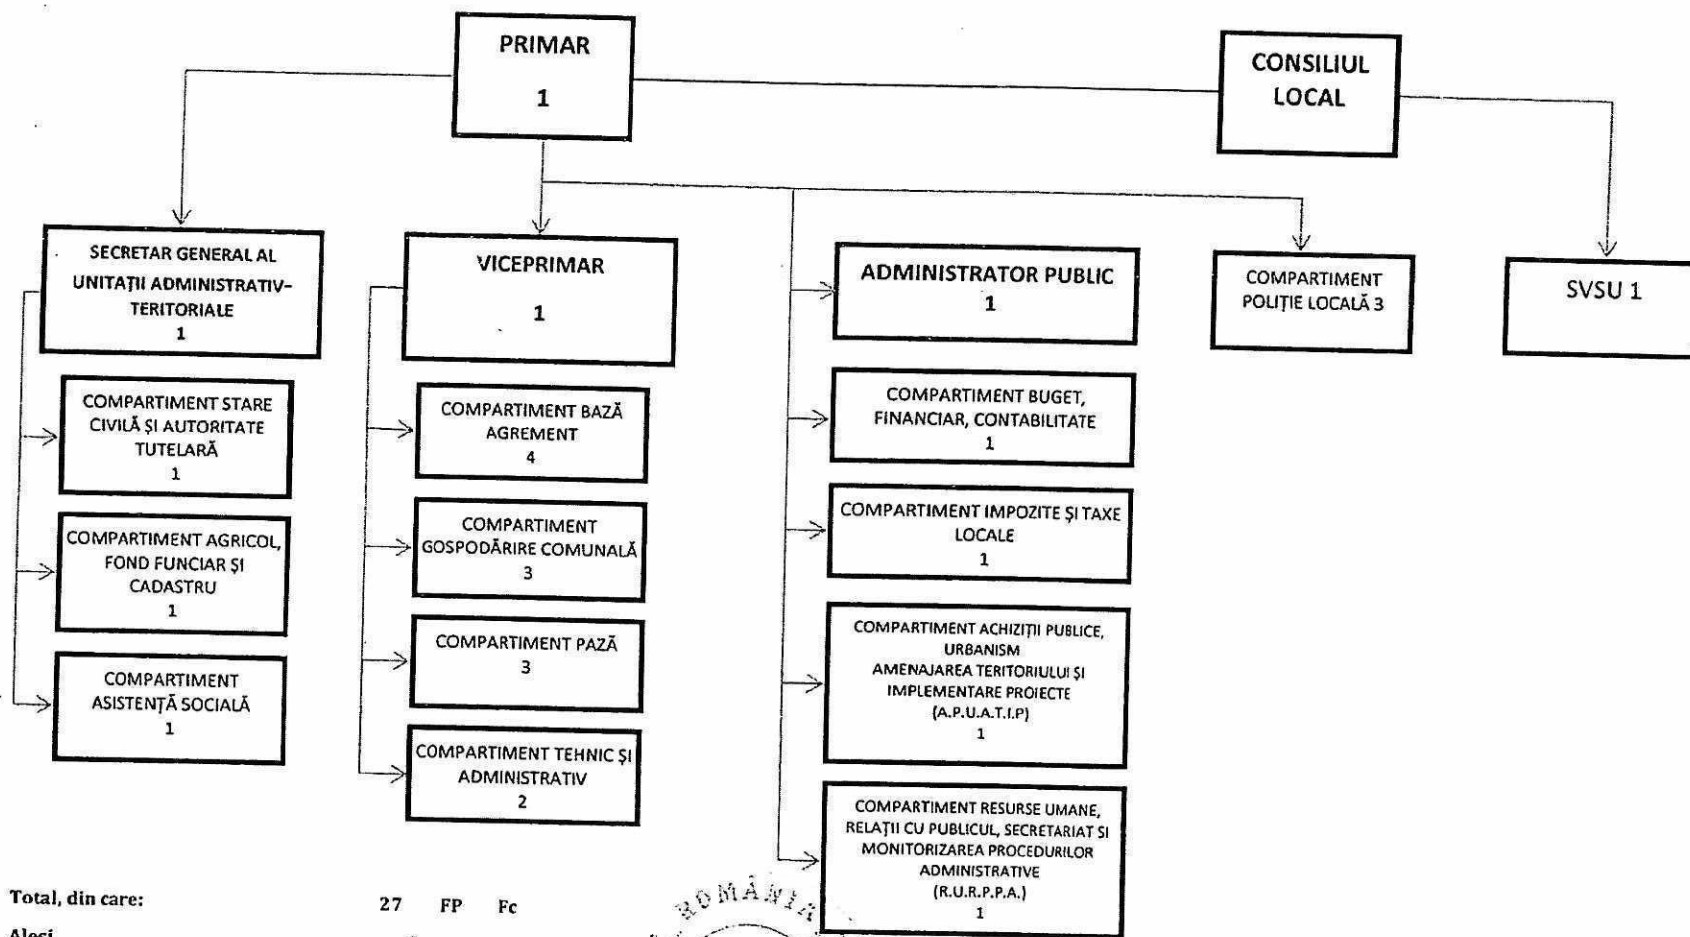 PRIMAR
1
CONSILIUL
LOCAL
SECRETAR GENERAL AL
UNITAȚII ADMINISTRATIV-
TERITORIALE
1
VICEPRIMAR
1
ADMINISTRATOR PUBLIC
1
COMPARTIMENT
POLIȚIE LOCALĂ 3
SVSU 1
COMPARTIMENT STARE
CIVILĂ ȘI AUTORITATE
TUTELARĂ
1
COMPARTIMENT AGRICOL,
FOND FUNCIAR ȘI
CADASTRU
1
COMPARTIMENT
ASISTENȚĂ SOCIALĂ
1
COMPARTIMENT BAZĂ
AGREMENT
4
COMPARTIMENT
GOSPODĂRIRE COMUNALĂ
3
COMPARTIMENT PAZĂ
3
COMPARTIMENT TEHNIC ȘI
ADMINISTRATIV
2
COMPARTIMENT BUGET,
FINANCIAR, CONTABILITATE
1
COMPARTIMENT IMPOZITE ȘI TAXE
LOCALE
1
COMPARTIMENT ACHIZIȚII PUBLICE,
URBANISM
AMENAJAREA TERITORIULUI ȘI
IMPLEMENTARE PROIECTE
(A.P.U.A.T.I.P)
1
COMPARTIMENT RESURSE UMANE,
RELAȚII CU PUBLICUL, SECRETARIAT SI
MONITORIZAREA PROCEDURILOR
ADMINISTRATIVE
(R.U.R.P.P.A.)
1
Total, din care: 27 FP Fc
Aleși
ROMÂNIA